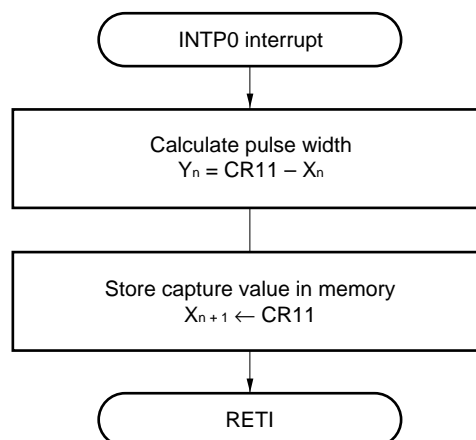 INTP0 interrupt
Calculate pulse width
Yn = CR11 – Xn
Store capture value in memory
Xn + 1 ← CR11
RETI